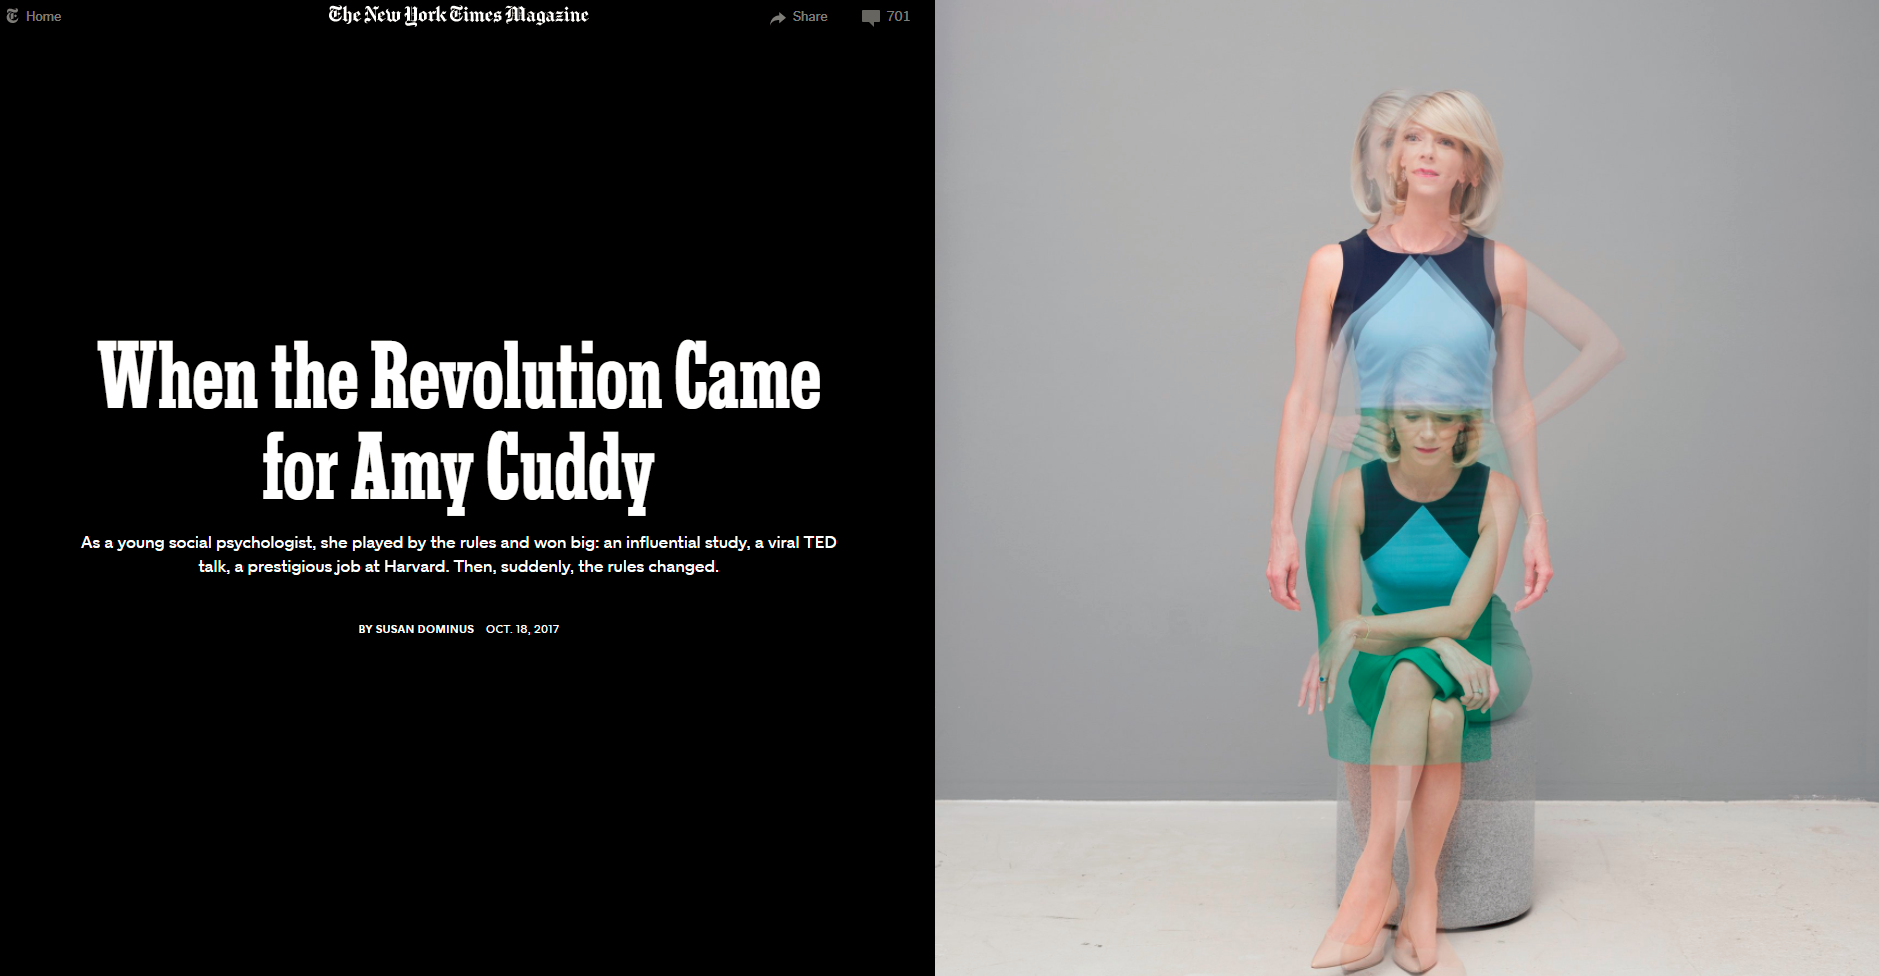 Home
The New York Times Magazine
Share
701
When the Revolution Came
for Amy Cuddy
As a young social psychologist, she played by the rules and won big: an influential study, a viral TED
talk, a prestigious job at Harvard. Then, suddenly, the rules changed.
BY SUSAN DOMINUS OCT. 18, 2017